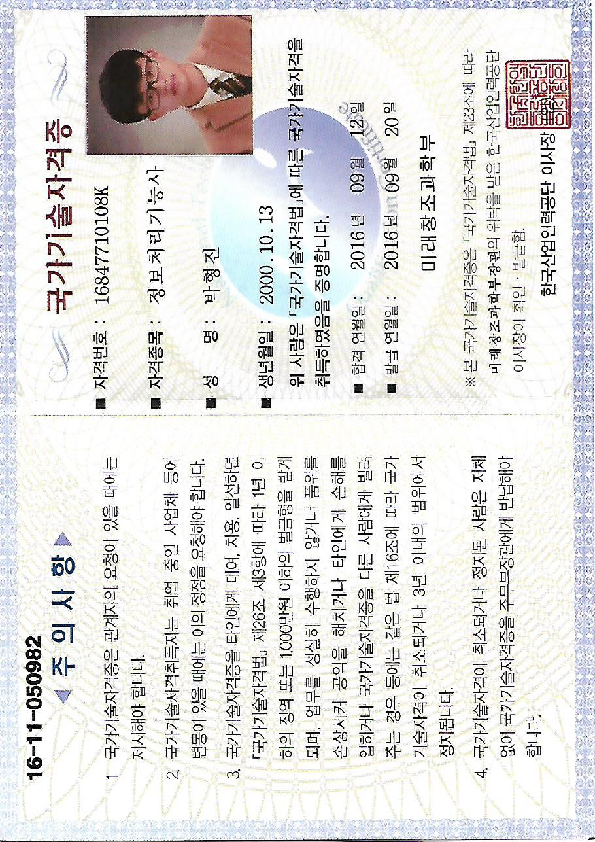 16-11-050982
주 의 사 항
1. 국가기술자격증은 관계자의 요청이 있을 때에는
제시해야 합니다.
2. 국가기술자격취득자는 취업 중인 사업체 등에
변동이 있을 때에는 이의 정정을 요청해야 합니다.
3. 국가기술자격증을 타인에게 대여, 차용, 알선하면
「국가기술자격법」 제26조 제3항에 따라 1년 이
하의 징역 또는 1,000만원 이하의 벌금형을 받게
되며, 업무를 성실히 수행하지 않거나 품위를
손상시켜 공익을 해치거나 타인에게 손해를
입히거나 국가기술자격증을 다른 사람에게 빌려
주는 경우 등에는 같은 법 제16조에 따라 국가
기술자격이 취소되거나 3년 이내의 범위에서
정지됩니다.
4. 국가기술자격이 취소되거나 정지된 사람은 지체
없이 국가기술자격증을 주무부장관에게 반납해야
합니다.
국가기술자격증
■ 자격번호 : 16847710108K
■ 자격종목 : 정보처리기능사
■ 성 명 : 박형진
■ 생년월일 : 2000.10.13
위 사람은 「국가기술자격법」에 따른 국가기술자격을
취득하였음을 증명합니다.
■ 합격 연월일 : 2016년 09월 12일
■ 발급 연월일 : 2016년 09월 20일
미래창조과학부
※ 본 국가기술자격증은 「국가기술자격법」 제23조에 따라
미래창조과학부장관의 위탁을 받은 한국산업인력공단
이사장이 확인·발급함.
한국산업인력공단 이사장